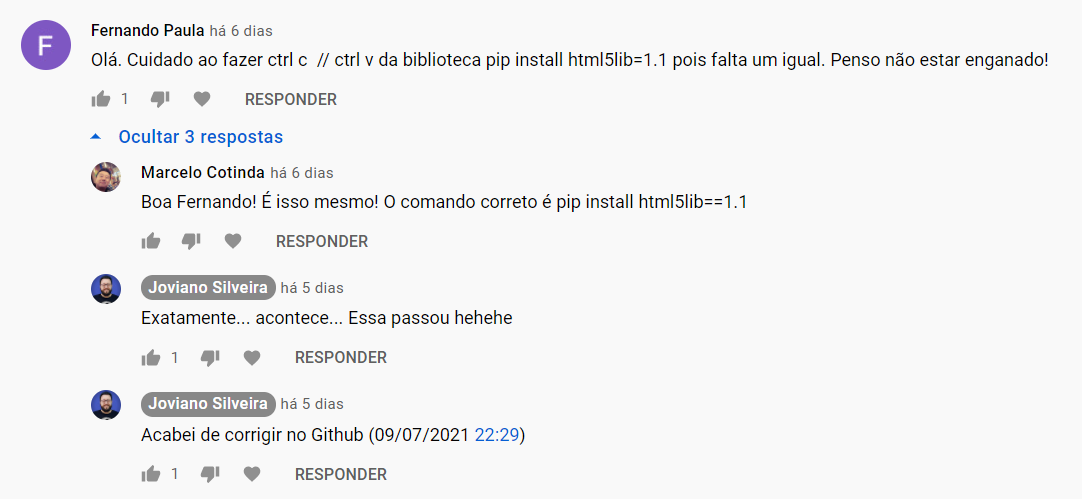 F
Fernando Paula há 6 dias
Olá. Cuidado ao fazer ctrl c // ctrl v da biblioteca pip install html5lib=1.1 pois falta um igual. Penso não estar enganado!
1 RESPONDER
Ocultar 3 respostas
Marcelo Cotinda há 6 dias
Boa Fernando! É isso mesmo! O comando correto é pip install html5lib==1.1
RESPONDER
Joviano Silveira há 5 dias
Exatamente... acontece... Essa passou hehehe
1 RESPONDER
Joviano Silveira há 5 dias
Acabei de corrigir no Github (09/07/2021 22:29)
1 RESPONDER